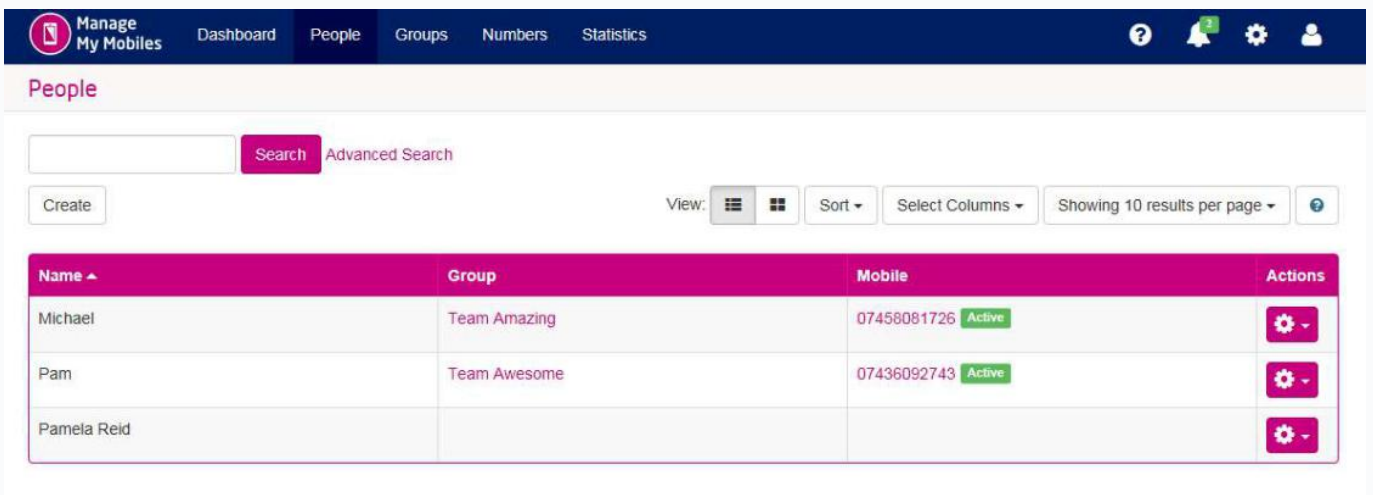 Manage
My Mobiles
Dashboard People Groups Numbers Statistics
2
People
Search Advanced Search
Create View: Sort Select Columns Showing 10 results per page
Name Group Mobile Actions
Michael Team Amazing 07458081726 Active
Pam Team Awesome 07436092743 Active
Pamela Reid